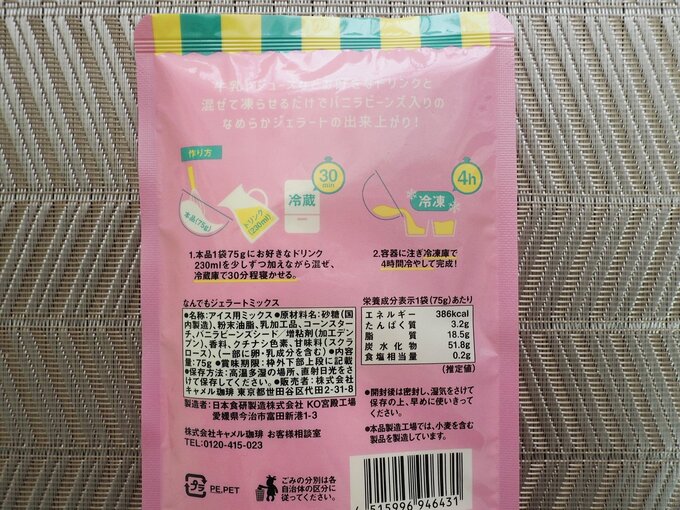 牛乳やジュースなどお好きなドリンクと
混ぜて凍らせるだけでバニラビーンズ入りの
なめらかジェラートの出来上がり!
作り方
本品(75g)
ドリンク(230ml)
冷蔵
30
min
冷凍
4h
1.本品1袋75gにお好きなドリンク
230mlを少しずつ加えながら混ぜ、
冷蔵庫で30分程寝かせる。
2.容器に注ぎ冷凍庫で
4時間冷やして完成!
なんでもジェラートミックス
●名称:アイス用ミックス●原材料名:砂糖(国
内製造)、粉末油脂、乳加工品、コーンスター
チ、バニラビーンズシード/増粘剤(加工デン
プン)、香料、クチナシ色素、甘味料(スクラ
ロース)、(一部に卵・乳成分を含む)●内容
量:75g●賞味期限:枠外下部上段に記載
●保存方法:高温多湿の場所、直射日光をさ
けて保存してください。●販売者:株式会社
キャメル珈琲 東京都世田谷区代田2-31-8
製造者:日本食研製造株式会社 KO宮殿工場
愛媛県今治市富田新港1-3
株式会社キャメル珈琲 お客様相談室
TEL:0120-415-023
栄養成分表示1袋(75g)あたり
エネルギー 386kcal
たんぱく質 3.2g
脂質 18.5g
炭水化物 51.8g
食塩相当量 0.2g
(推定値)
●開封後は密封し、湿気をさけて
保存の上、早めに使いきって
ください。
●本品製造工場では、小麦を含む
製品を製造しています。
プラ
PE,PET
ごみの分別は各
自治体の区分に
従ってください。
4 515996 946431